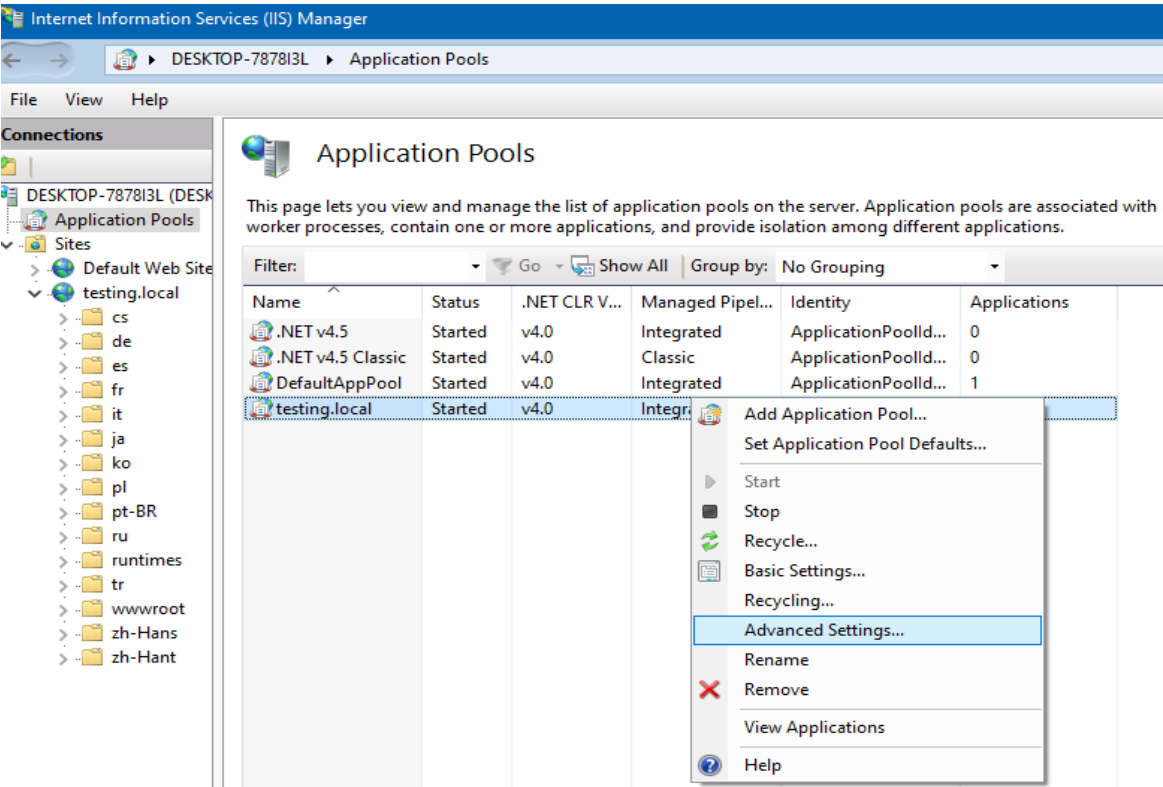 Internet Information Services (IIS) Manager
DESKTOP-7878I3L Application Pools
File View Help
Connections
DESKTOP-7878I3L (DESK
Application Pools
Sites
Default Web Site
testing.local
cs
de
es
fr
it
ja
ko
pl
pt-BR
ru
runtimes
tr
wwwroot
zh-Hans
zh-Hant
Application Pools
This page lets you view and manage the list of application pools on the server. Application pools are associated with
worker processes, contain one or more applications, and provide isolation among different applications.
Filter: Go Show All Group by: No Grouping
Name Status .NET CLR V... Managed Pipel... Identity Applications
.NET v4.5 Started v4.0 Integrated ApplicationPoolId... 0
.NET v4.5 Classic Started v4.0 Classic ApplicationPoolId... 0
DefaultAppPool Started v4.0 Integrated ApplicationPoolId... 1
testing.local Started v4.0 Integr
Add Application Pool...
Set Application Pool Defaults...
Start
Stop
Recycle...
Basic Settings...
Recycling...
Advanced Settings...
Rename
Remove
View Applications
Help